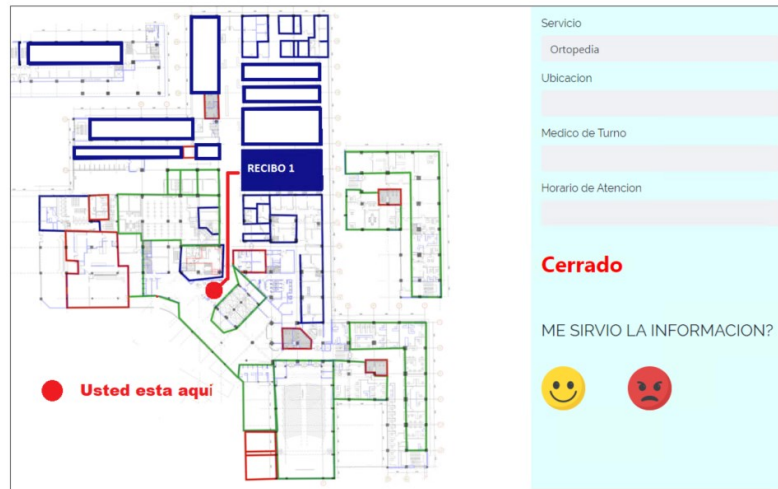 RECIBO 1
Usted esta aquí
Servicio
Ortopedia
Ubicacion
Medico de Turno
Horario de Atencion
Cerrado
ME SIRVIO LA INFORMACION?